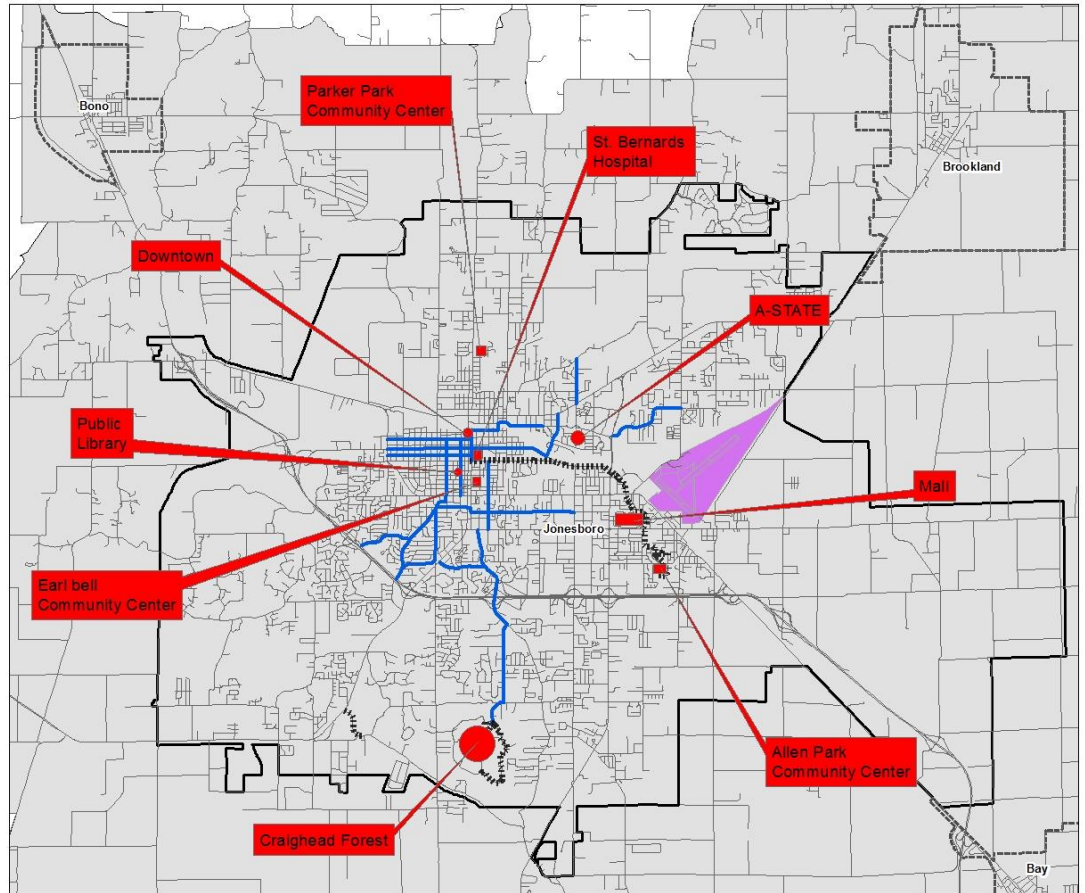 Parker Park
Community Center
Bono
St. Bernards
Hospital
Brookland
Downtown
A-STATE
Public
Library
Mall
Jonesboro
Earl bell
Community Center
Allen Park
Community Center
Craighead Forest
Bay